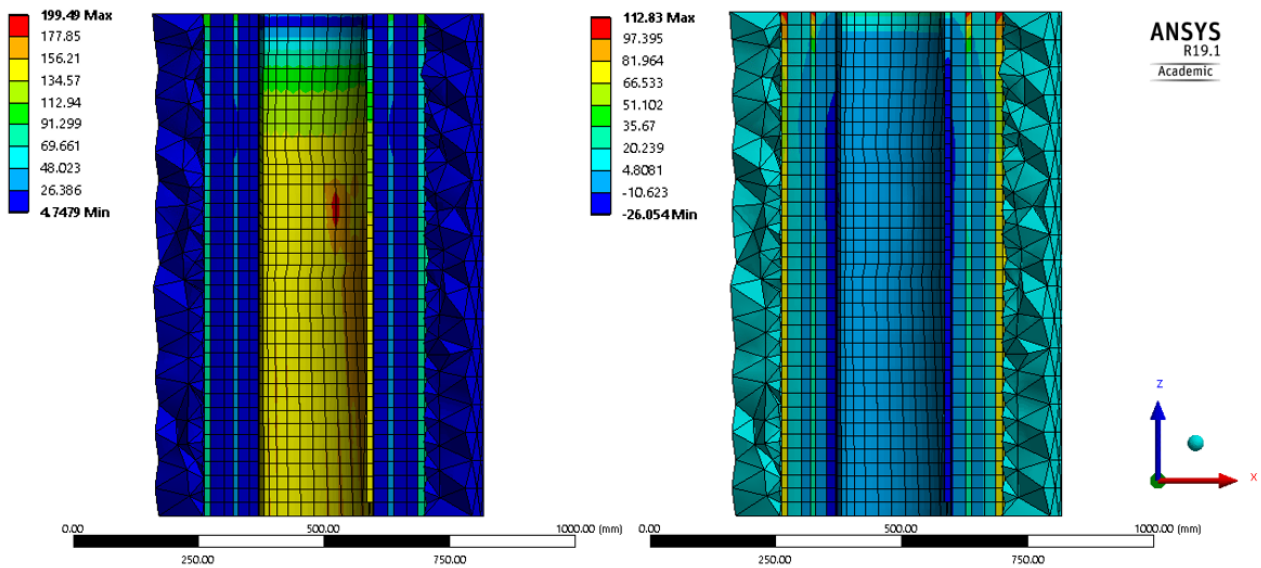 199.49 Max
177.85
156.21
134.57
112.94
91.299
69.661
48.023
26.386
4.7479 Min
112.83 Max
97.395
81.964
66.533
51.102
35.67
20.239
4.8081
-10.623
-26.054 Min
ANSYS
R19.1
Academic
Z
X
0.00 500.00 1000.00 (mm)
250.00 750.00
0.00 500.00 1000.00 (mm)
250.00 750.00